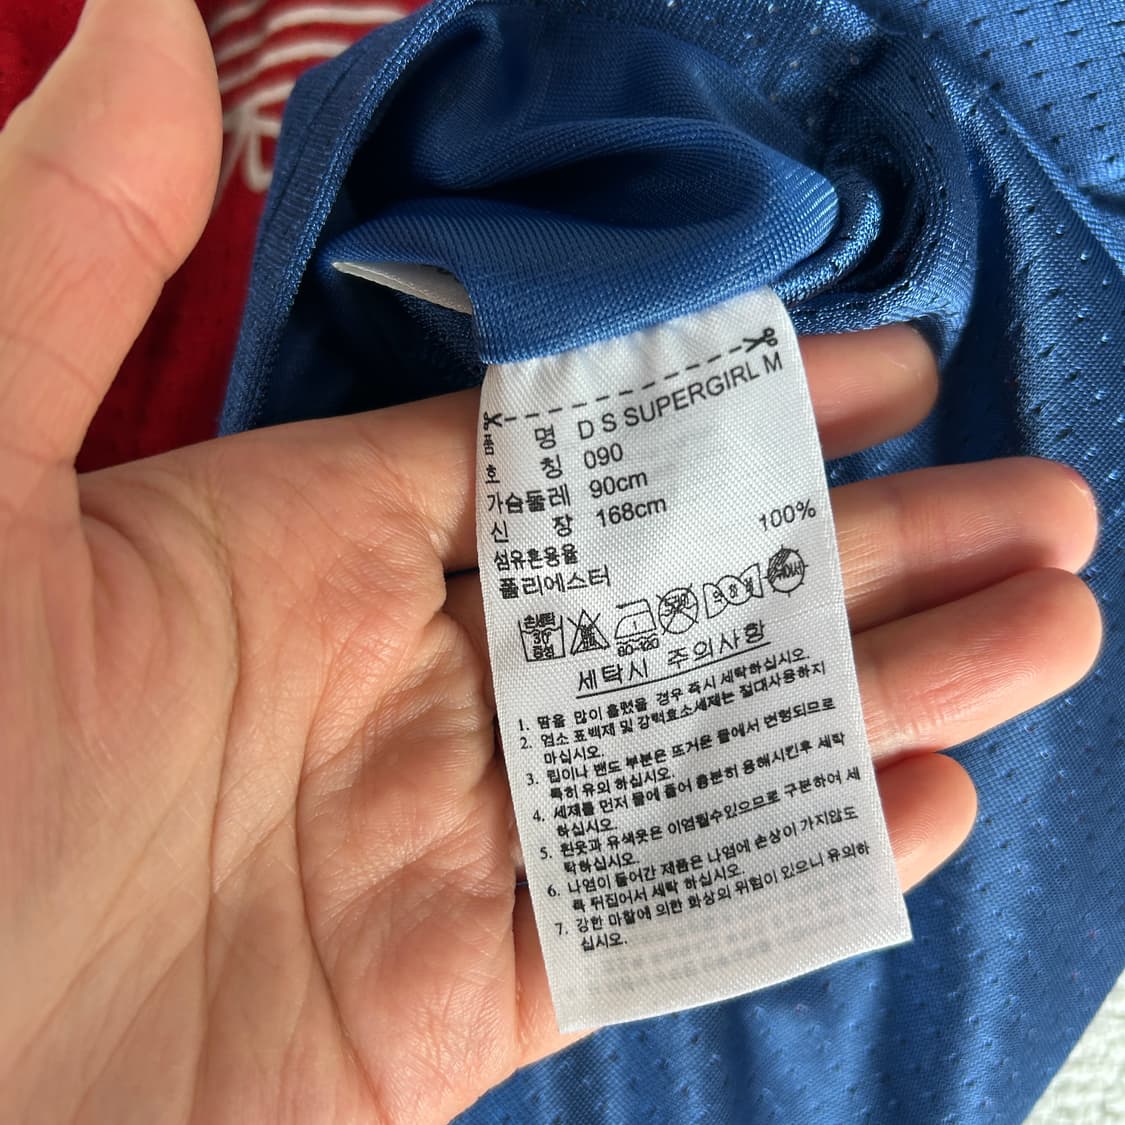 품 명 D S SUPERGIRL M
호 칭 090
가슴둘레 90cm
신 장 168cm
섬유혼용율
폴리에스터 100%
손세탁
30°
중성
80-120
세탁시 주의사항
1. 땀을 많이 흘렸을 경우 즉시 세탁하십시오.
2. 염소 표백제 및 강력효소세제는 절대사용하지
마십시오.
3. 립이나 밴드 부분은 뜨거운 물에서 변형되므로
특히 유의 하십시오.
4. 세제를 먼저 물에 풀어 충분히 용해시킨후 세탁
하십시오.
5. 흰옷과 유색옷은 이염될수있으므로 구분하여 세
탁하십시오.
6. 나염이 들어간 제품은 나염에 손상이 가지않도
록 뒤집어서 세탁 하십시오.
7. 강한 마찰에 의한 화상의 위험이 있으니 유의하
십시오.